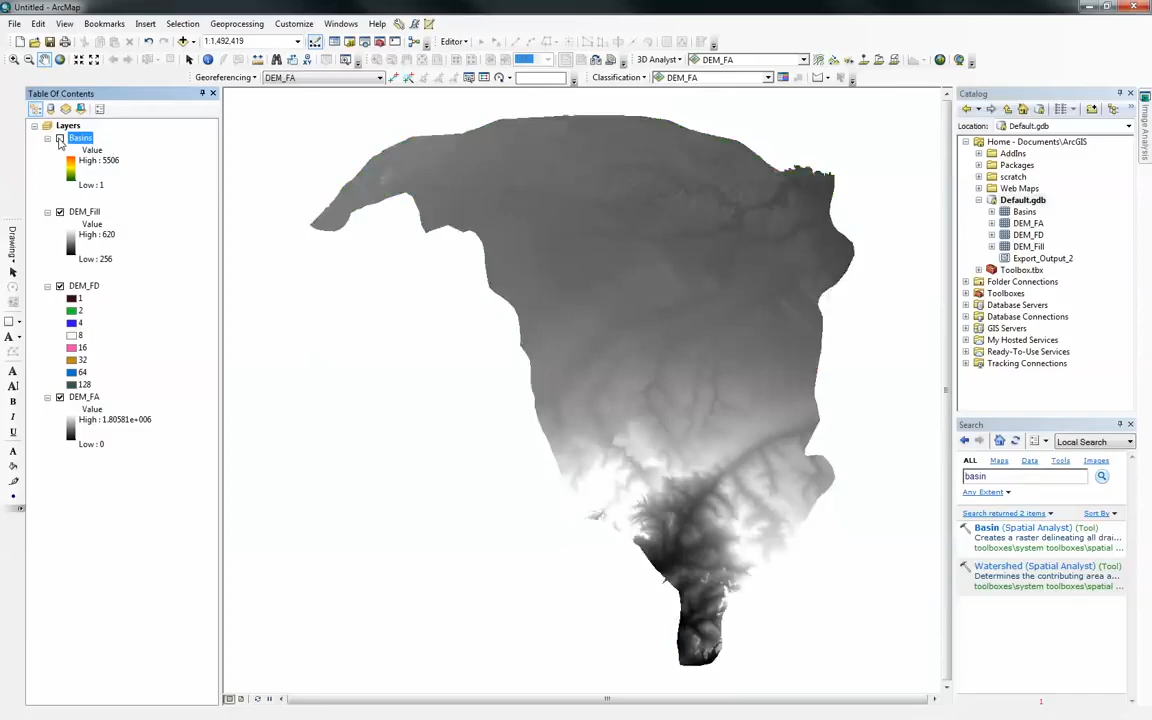 Untitled - ArcMap
File Edit View Bookmarks Insert Selection Geoprocessing Customize Windows Help
1:1,492,419
Editor
3D Analyst
DEM_FA
Georeferencing
DEM_FA
Classification
DEM_FA
Table Of Contents
Layers
Basins
Value
High : 5506
Low : 1
DEM_Fill
Value
High : 620
Low : 256
DEM_FD
1
2
4
8
16
32
64
128
DEM_FA
Value
High : 1.80581e+006
Low : 0
Drawing
A
A
B
I
U
A
Catalog
Location: Default.gdb
Home - Documents\ArcGIS
AddIns
Packages
scratch
Web Maps
Default.gdb
Basins
DEM_FA
DEM_FD
DEM_Fill
Export_Output_2
Toolbox.tbx
Folder Connections
Toolboxes
Database Servers
Database Connections
GIS Servers
My Hosted Services
Ready-To-Use Services
Tracking Connections
Image Analysis
Search
Local Search
ALL Maps Data Tools Images
basin
Any Extent
Search returned 2 items Sort By
Basin (Spatial Analyst) (Tool)
Creates a raster delineating all drai...
toolboxes\system toolboxes\spatial ...
Watershed (Spatial Analyst) (Tool)
Determines the contributing area a...
toolboxes\system toolboxes\spatial ...
1